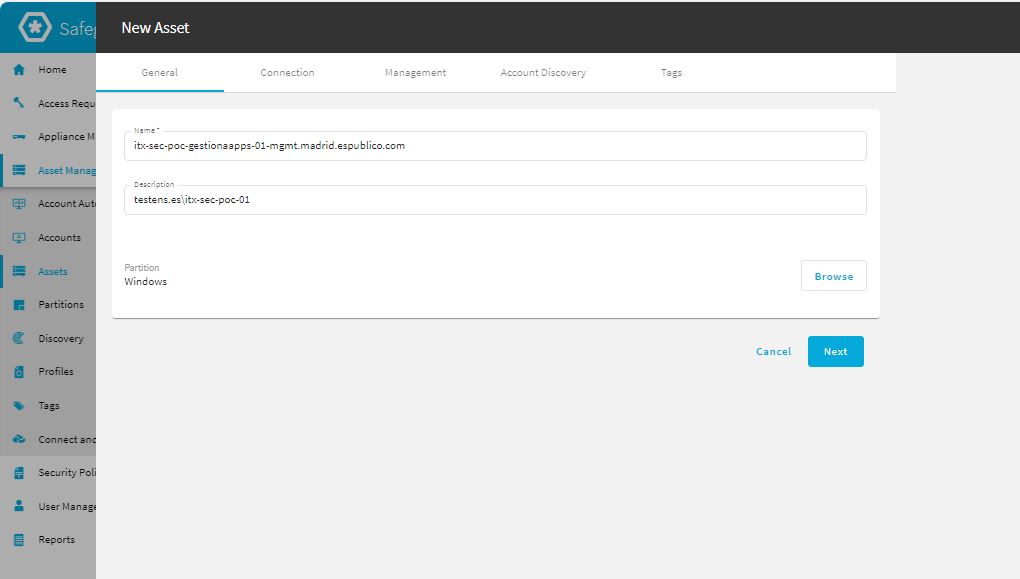 Safeg
New Asset
General
Connection
Management
Account Discovery
Tags
Home
Access Requ
Appliance M
Asset Manag
Account Auto
Accounts
Assets
Partitions
Discovery
Profiles
Tags
Connect and
Security Poli
User Manage
Reports
Name *
itx-sec-poc-gestionaapps-01-mgmt.madrid.espublico.com
Description
testens.es\itx-sec-poc-01
Partition
Windows
Browse
Cancel
Next